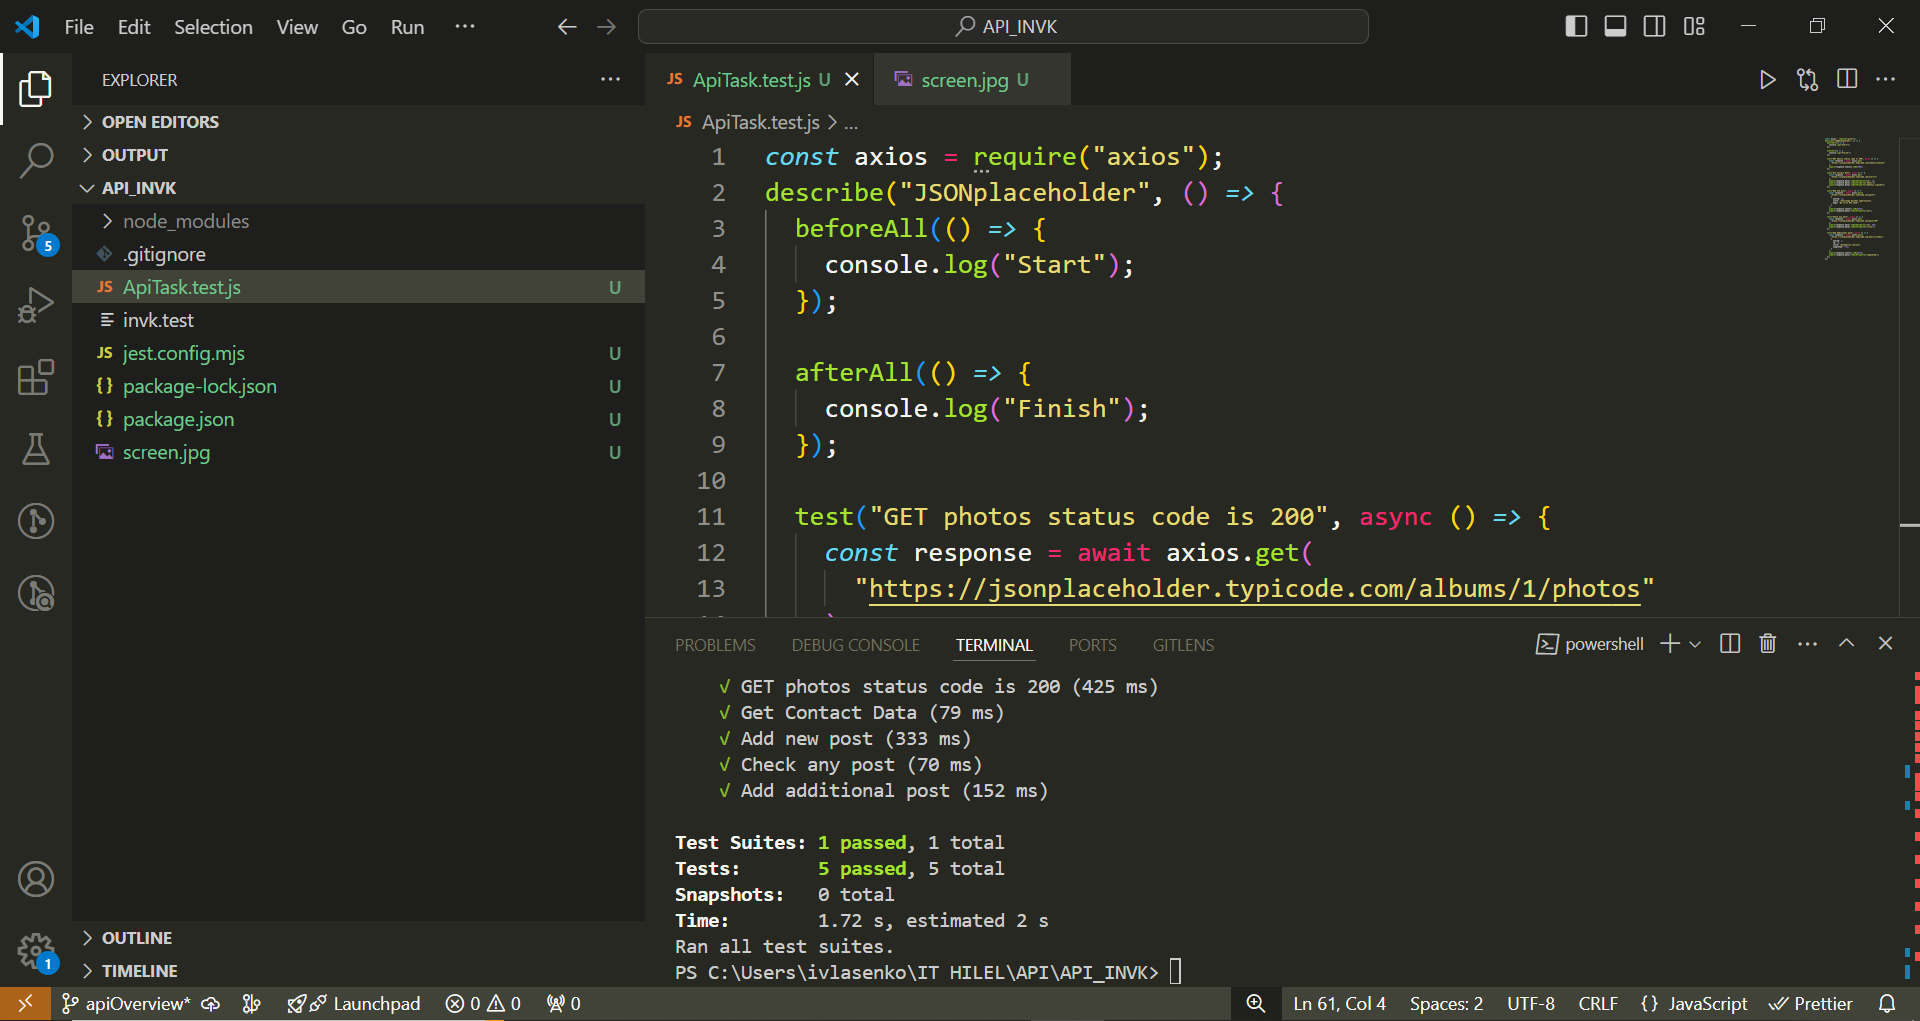 File Edit Selection View Go Run ···
API_INVK
EXPLORER
OPEN EDITORS
OUTPUT
API_INVK
node_modules
.gitignore
JS ApiTask.test.js U
invk.test
JS jest.config.mjs U
{} package-lock.json U
{} package.json U
screen.jpg U
OUTLINE
TIMELINE
5
1
JS ApiTask.test.js U
screen.jpg U
JS ApiTask.test.js > ...
1 const axios = require("axios");
2 describe("JSONplaceholder", () => {
3 beforeAll(() => {
4 console.log("Start");
5 });
6
7 afterAll(() => {
8 console.log("Finish");
9 });
10
11 test("GET photos status code is 200", async () => {
12 const response = await axios.get(
13 "https://jsonplaceholder.typicode.com/albums/1/photos"
PROBLEMS DEBUG CONSOLE TERMINAL PORTS GITLENS
powershell
√ GET photos status code is 200 (425 ms)
√ Get Contact Data (79 ms)
√ Add new post (333 ms)
√ Check any post (70 ms)
√ Add additional post (152 ms)
Test Suites: 1 passed, 1 total
Tests: 5 passed, 5 total
Snapshots: 0 total
Time: 1.72 s, estimated 2 s
Ran all test suites.
PS C:\Users\ivlasenko\IT HILEL\API\API_INVK>
apiOverview* Launchpad 0 0 0 Ln 61, Col 4 Spaces: 2 UTF-8 CRLF {} JavaScript Prettier